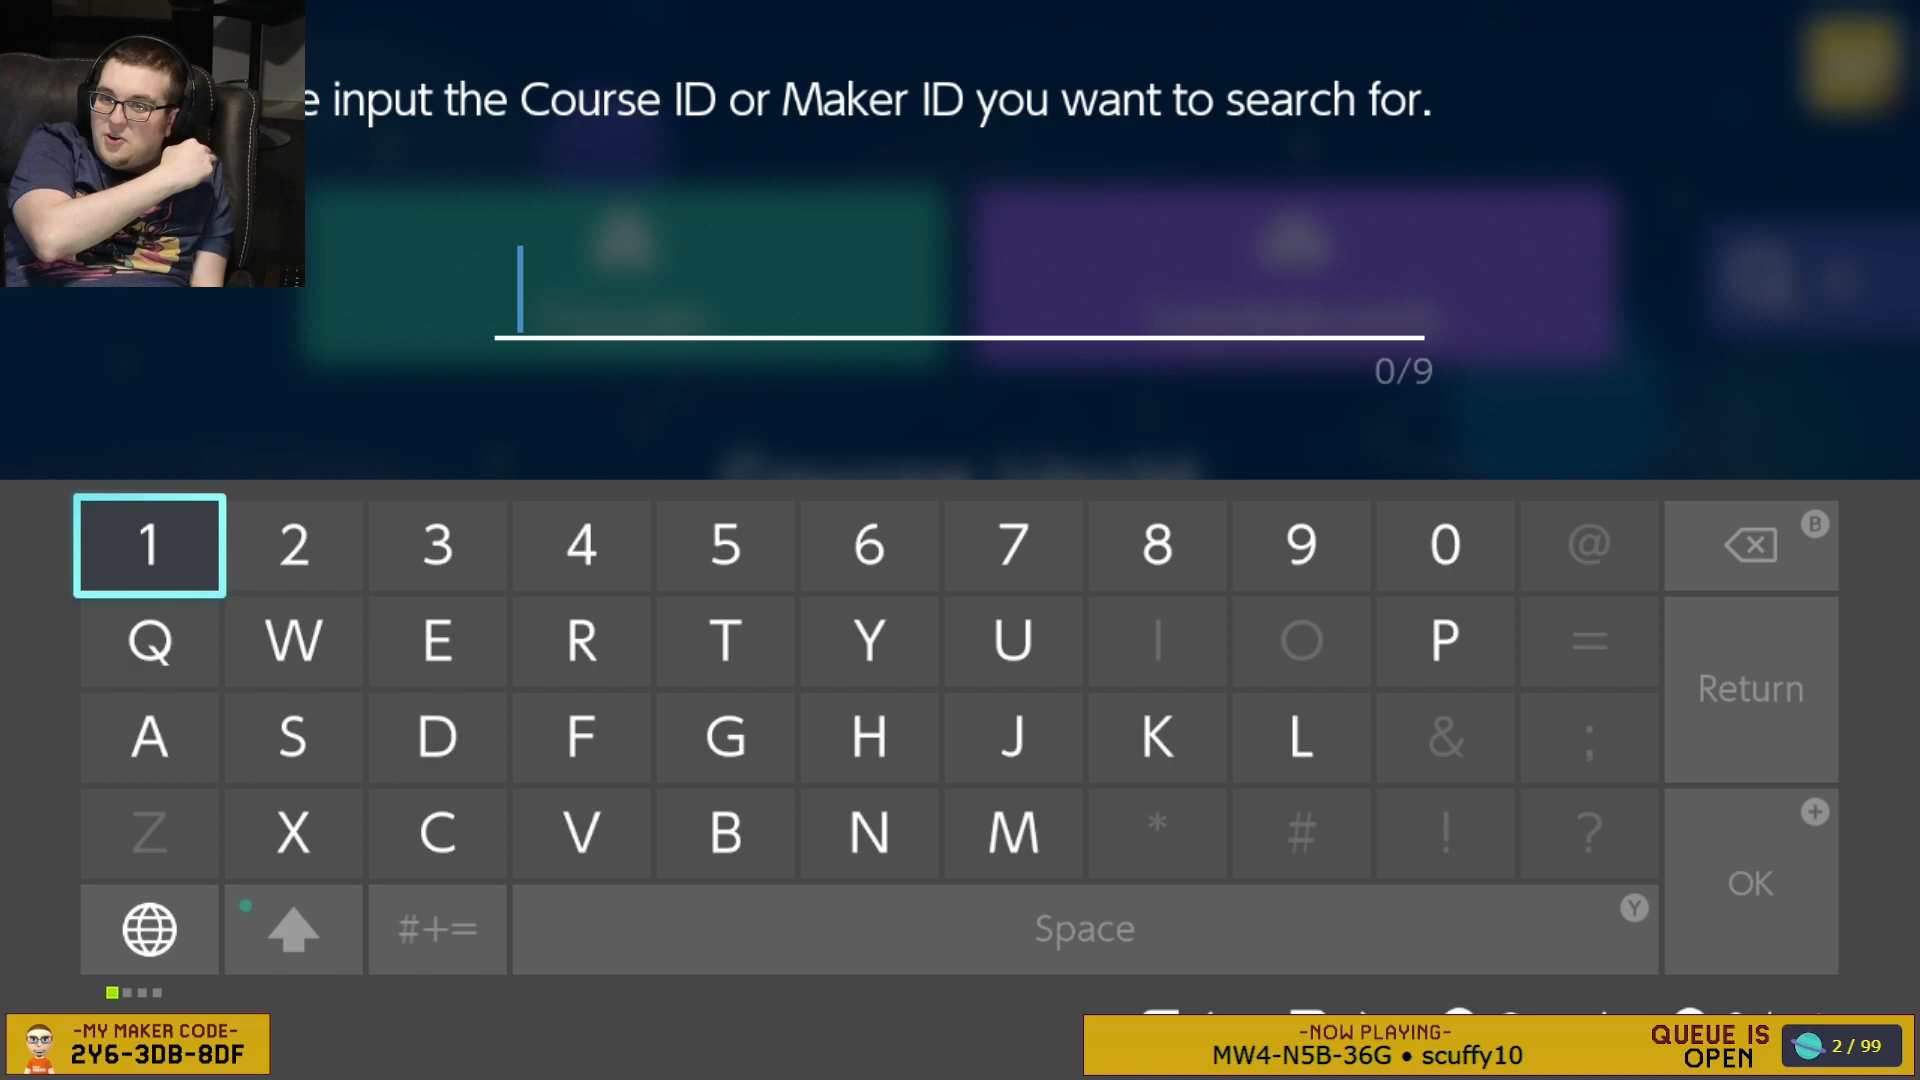 e input the Course ID or Maker ID you want to search for.
0/9
1 2 3 4 5 6 7 8 9 0 @ B
Q W E R T Y U I O P =
Return
A S D F G H J K L & ;
Z X C V B N M * # ! ? +
OK
#+= Space Y
-MY MAKER CODE-
2Y6-3DB-8DF
-NOW PLAYING-
MW4-N5B-36G • scuffy10
QUEUE IS
OPEN
2 / 99